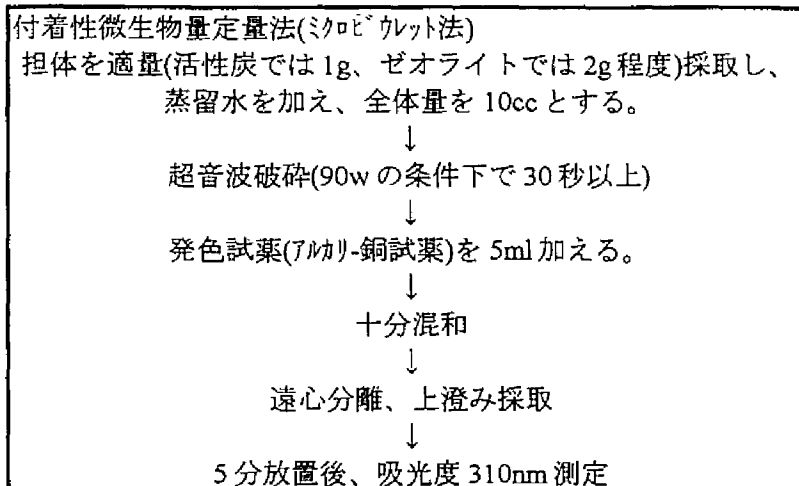 付着性微生物量定量法(ﾐｸﾛﾋﾞｳﾚｯﾄ法)
担体を適量(活性炭では1g、ゼオライトでは2g程度)採取し、
蒸留水を加え、全体量を10ccとする。
↓
超音波破砕(90wの条件下で30秒以上)
↓
発色試薬(ｱﾙｶﾘ-銅試薬)を5ml加える。
↓
十分混和
↓
遠心分離、上澄み採取
↓
5分放置後、吸光度310nm測定